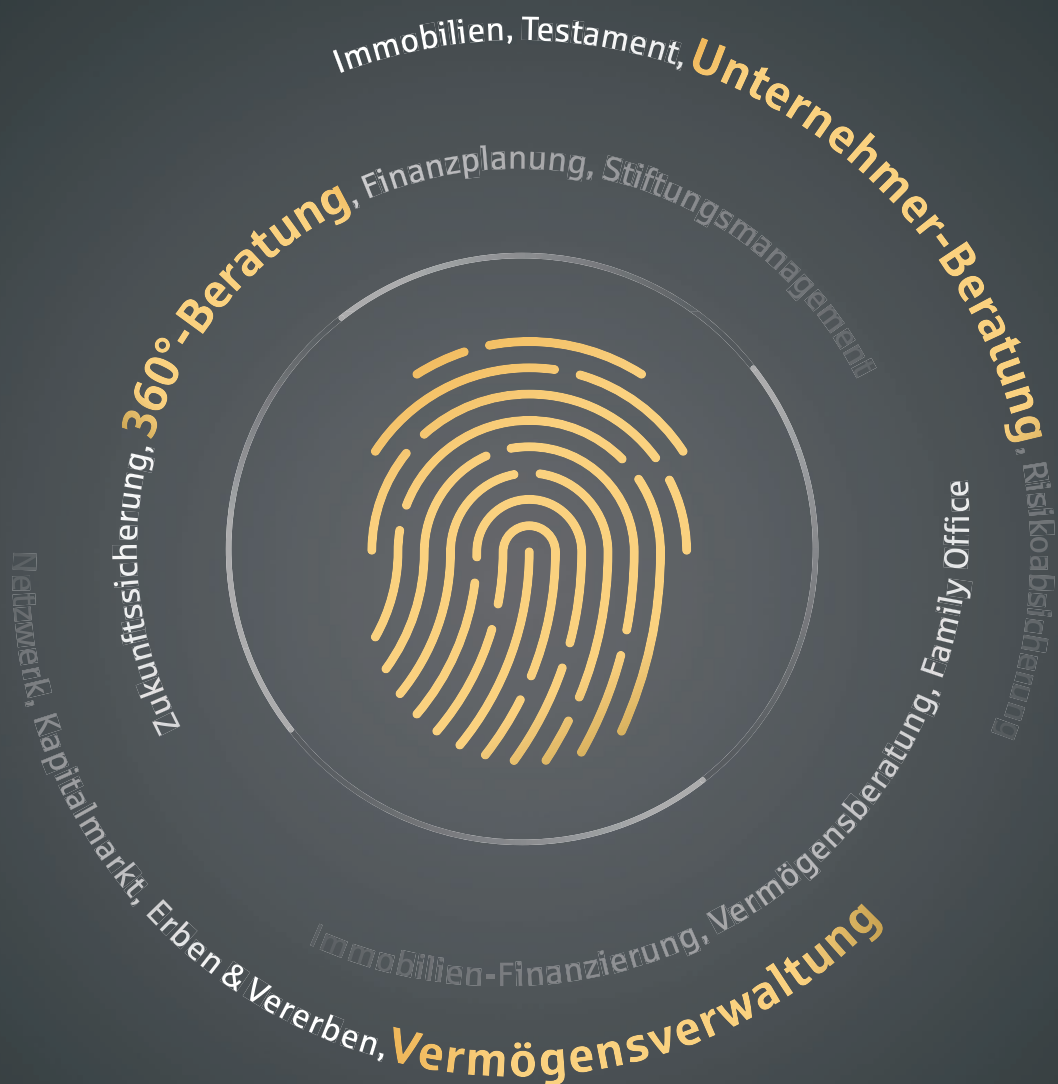 Immobilien, Testament, Unternehmer-Beratung, Risikoabsicherung
Zukunftssicherung, 360°-Beratung, Finanzplanung, Stiftungsmanagement
Immobilien-Finanzierung, Vermögensberatung, Family Office
Netzwerk, Kapitalmarkt, Erben & Vererben, Vermögensverwaltung